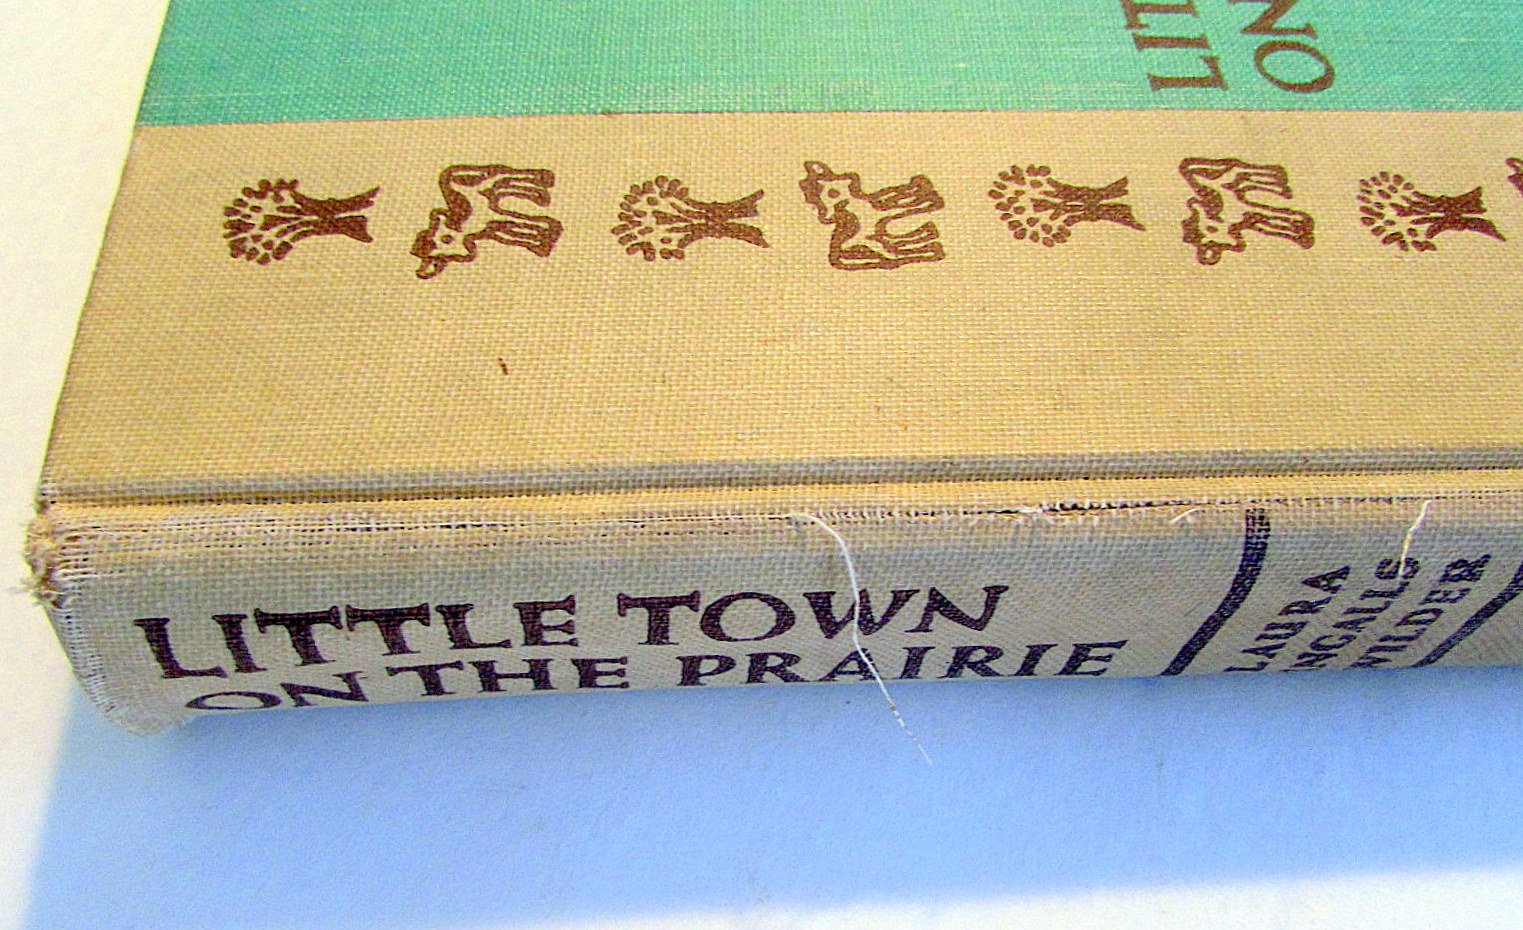 LIT
ON
LITTLE TOWN
ON THE PRAIRIE
LAURA
INGALLS
WILDER